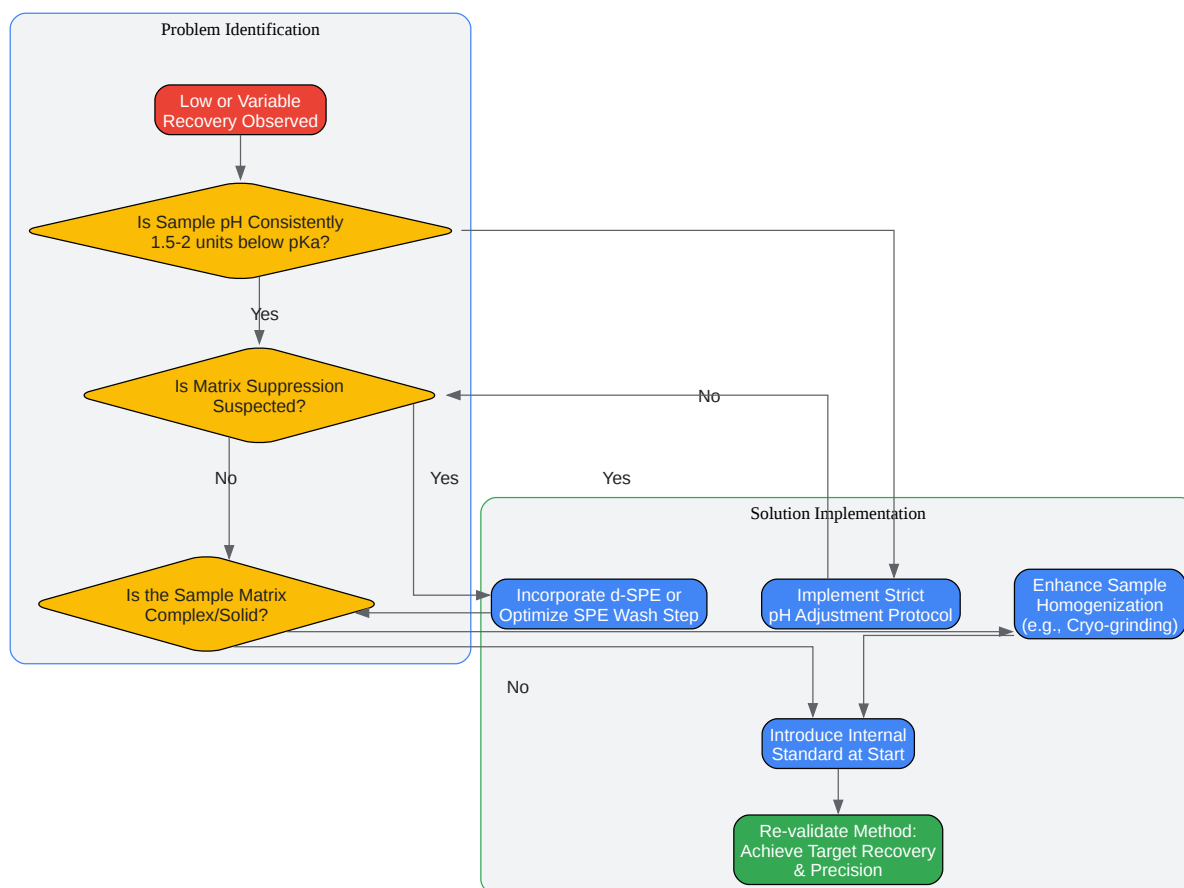 Problem Identification
Low or Variable
Recovery Observed
Is Sample pH Consistently
1.5-2 units below pKa?
Yes
Is Matrix Suppression
Suspected?
No
No
Yes
Yes
Solution Implementation
Is the Sample Matrix
Complex/Solid?
Incorporate d-SPE or
Optimize SPE Wash Step
Implement Strict
pH Adjustment Protocol
Enhance Sample
Homogenization
(e.g., Cryo-grinding)
No
Introduce Internal
Standard at Start
Re-validate Method:
Achieve Target Recovery
& Precision